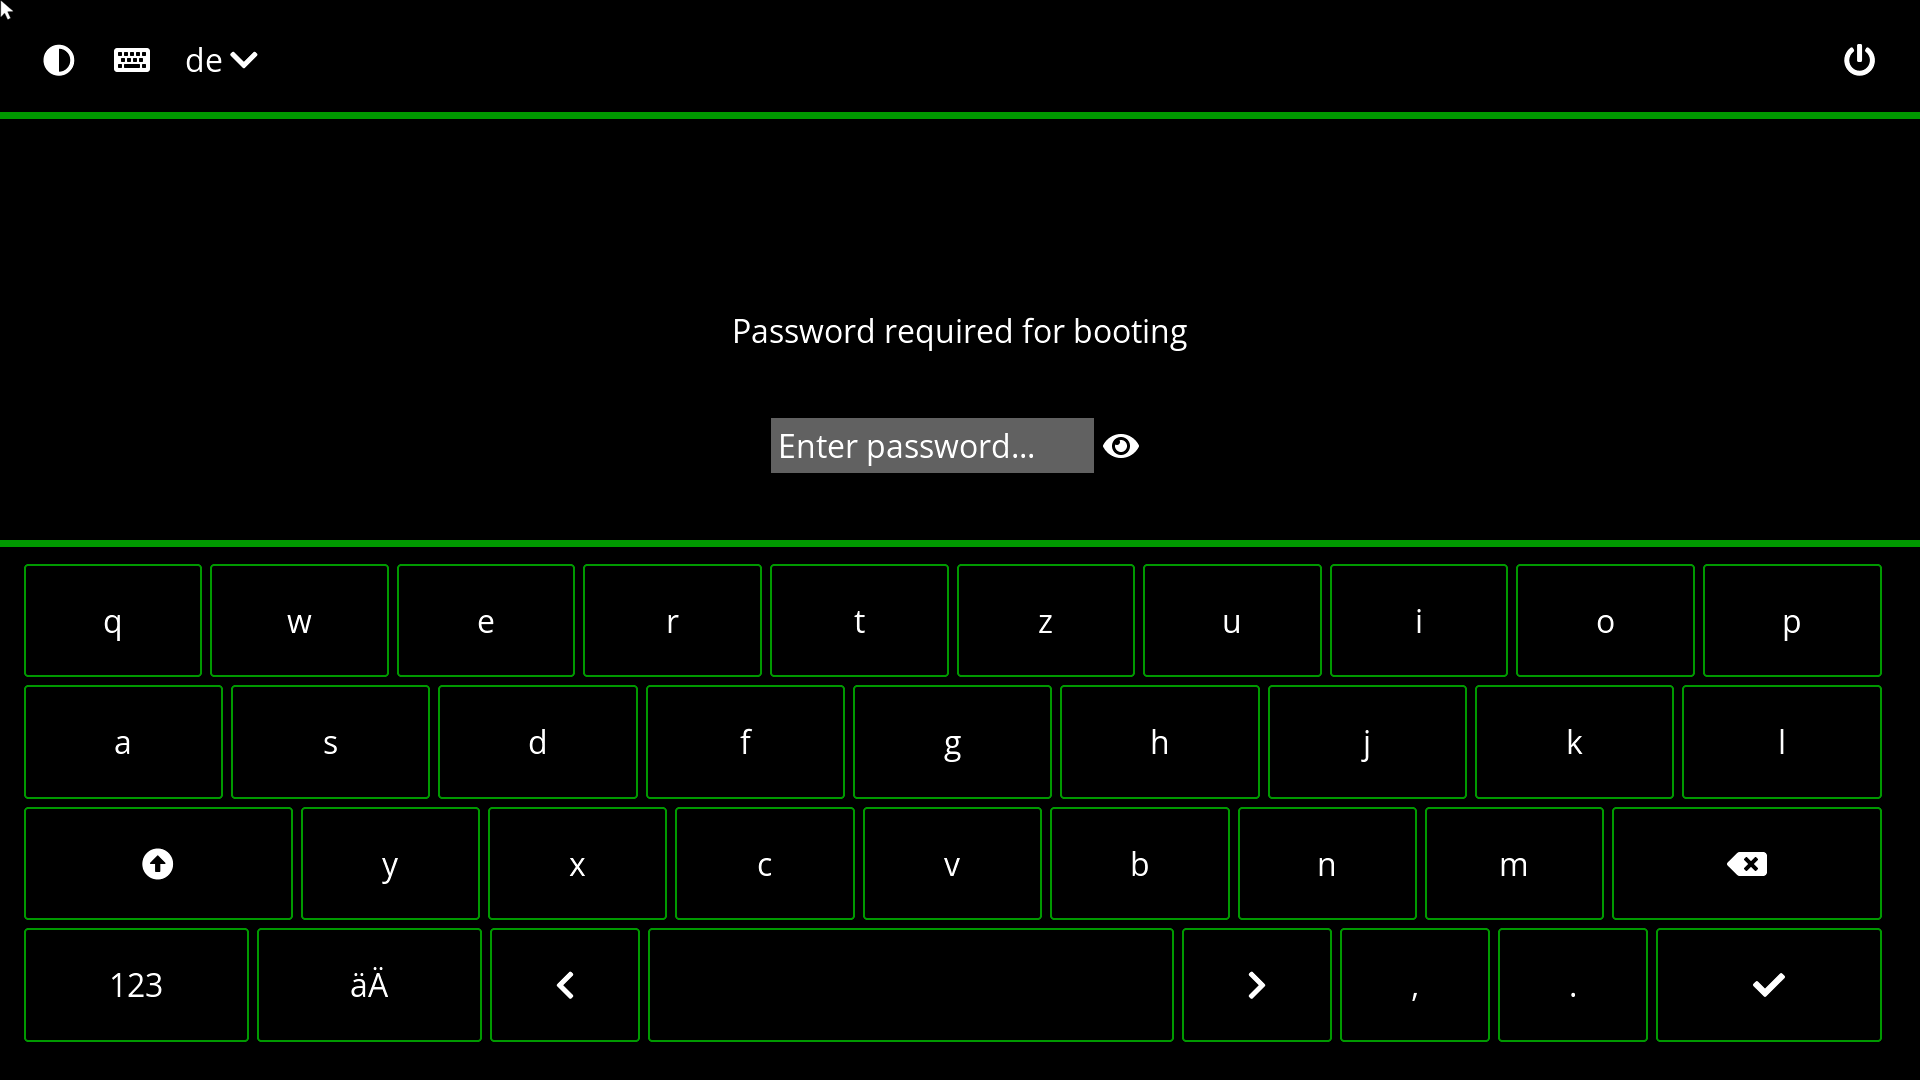 de
Password required for booting
Enter password...
q w e r t z u i o p
a s d f g h j k l
y x c v b n m
123 äÄ , .